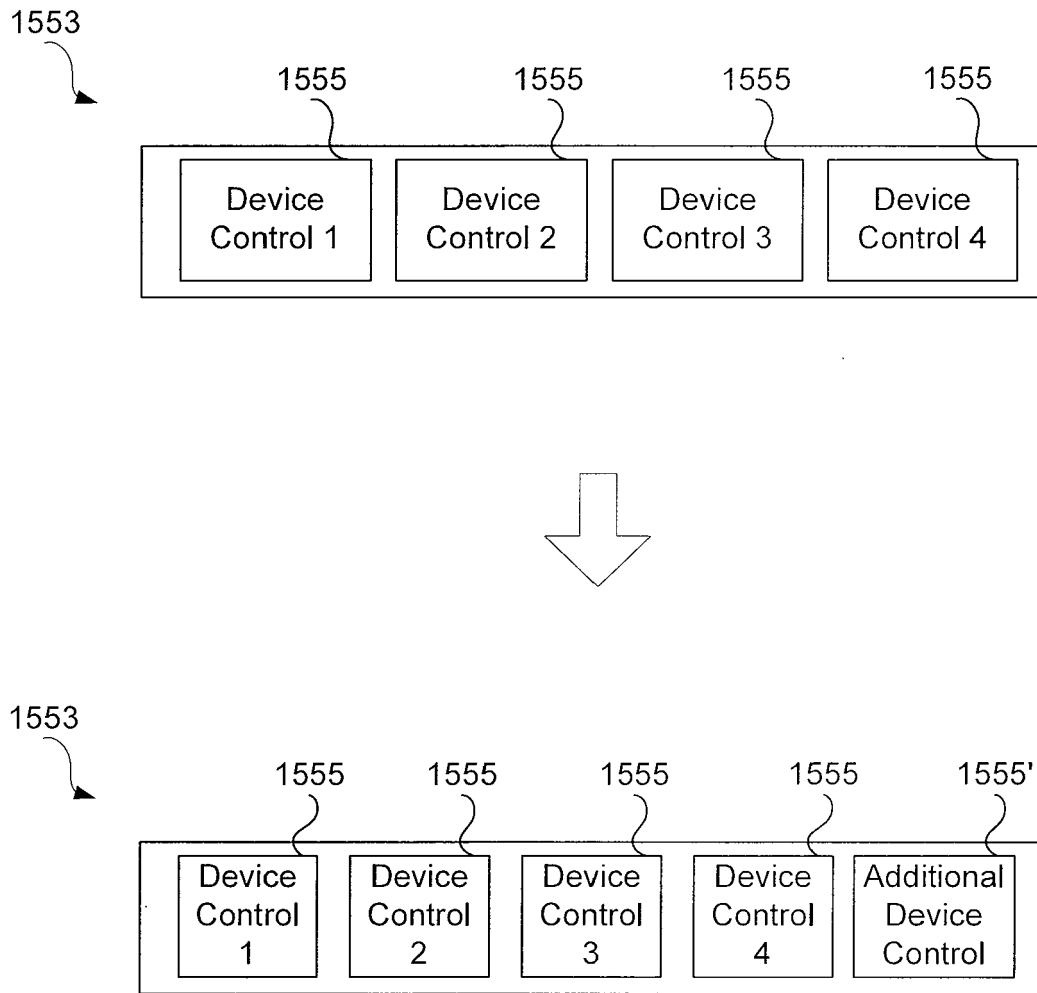 1553
1555 1555 1555 1555
Device Control 1
Device Control 2
Device Control 3
Device Control 4
1553
1555 1555 1555 1555 1555'
Device Control 1
Device Control 2
Device Control 3
Device Control 4
Additional Device Control